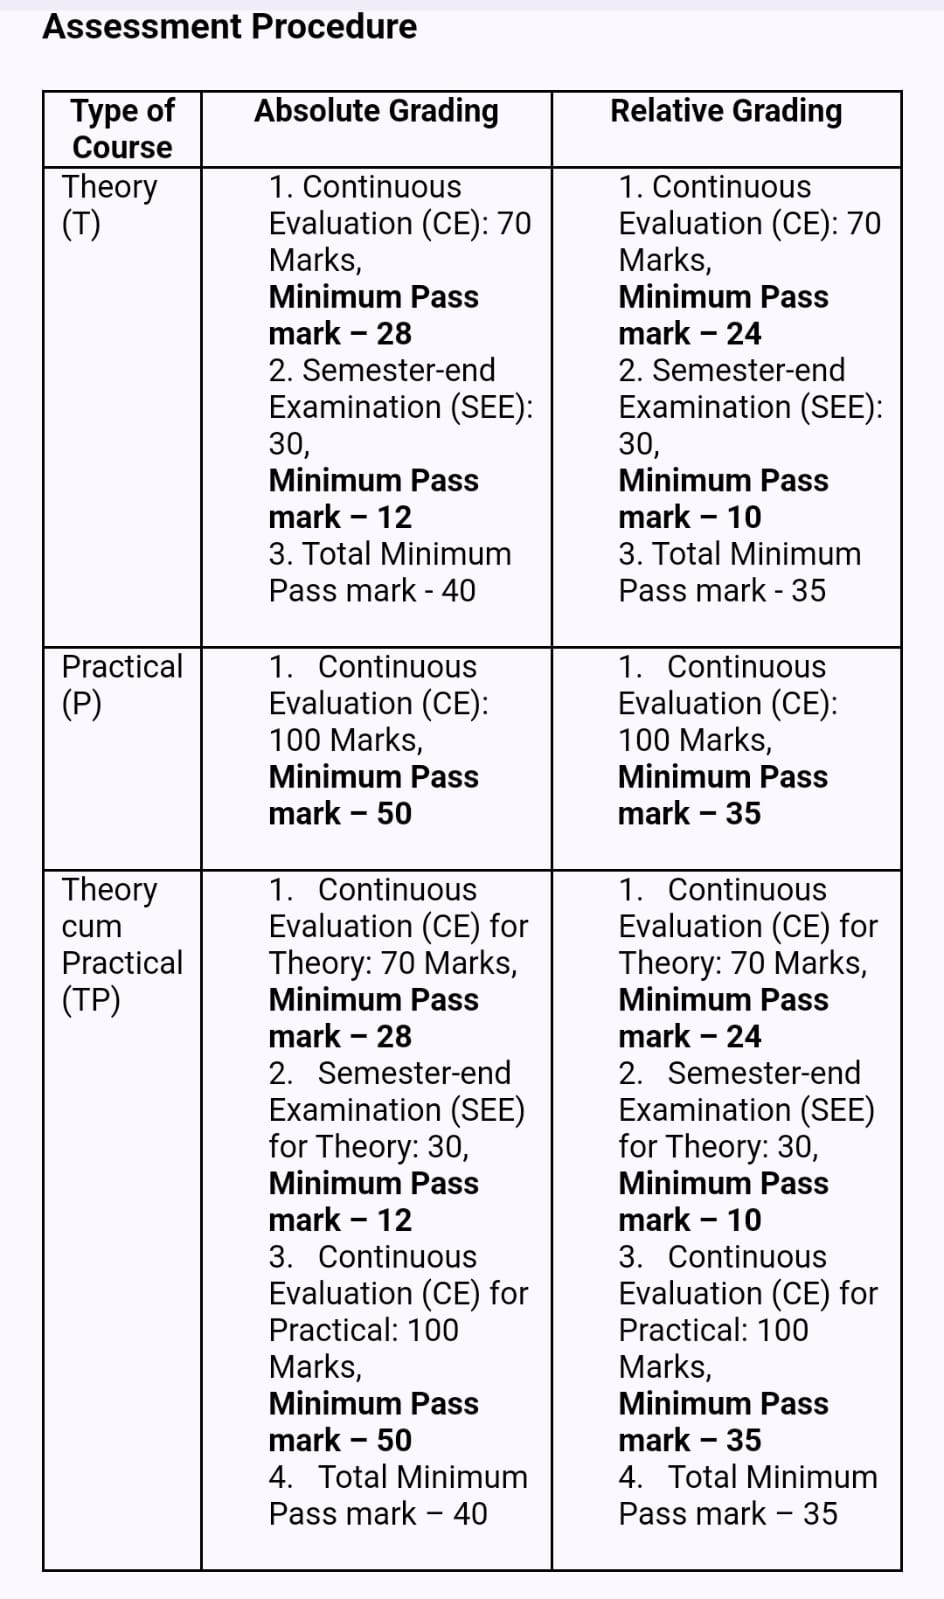 Assessment Procedure
Type of
Course
Absolute Grading
Relative Grading
Theory
(T)
1. Continuous
Evaluation (CE): 70
Marks,
Minimum Pass
mark – 28
2. Semester-end
Examination (SEE):
30,
Minimum Pass
mark – 12
3. Total Minimum
Pass mark - 40
1. Continuous
Evaluation (CE): 70
Marks,
Minimum Pass
mark – 24
2. Semester-end
Examination (SEE):
30,
Minimum Pass
mark – 10
3. Total Minimum
Pass mark - 35
Practical
(P)
1. Continuous
Evaluation (CE):
100 Marks,
Minimum Pass
mark – 50
1. Continuous
Evaluation (CE):
100 Marks,
Minimum Pass
mark – 35
Theory
cum
Practical
(TP)
1. Continuous
Evaluation (CE) for
Theory: 70 Marks,
Minimum Pass
mark – 28
2. Semester-end
Examination (SEE)
for Theory: 30,
Minimum Pass
mark – 12
3. Continuous
Evaluation (CE) for
Practical: 100
Marks,
Minimum Pass
mark – 50
4. Total Minimum
Pass mark – 40
1. Continuous
Evaluation (CE) for
Theory: 70 Marks,
Minimum Pass
mark – 24
2. Semester-end
Examination (SEE)
for Theory: 30,
Minimum Pass
mark – 10
3. Continuous
Evaluation (CE) for
Practical: 100
Marks,
Minimum Pass
mark – 35
4. Total Minimum
Pass mark – 35